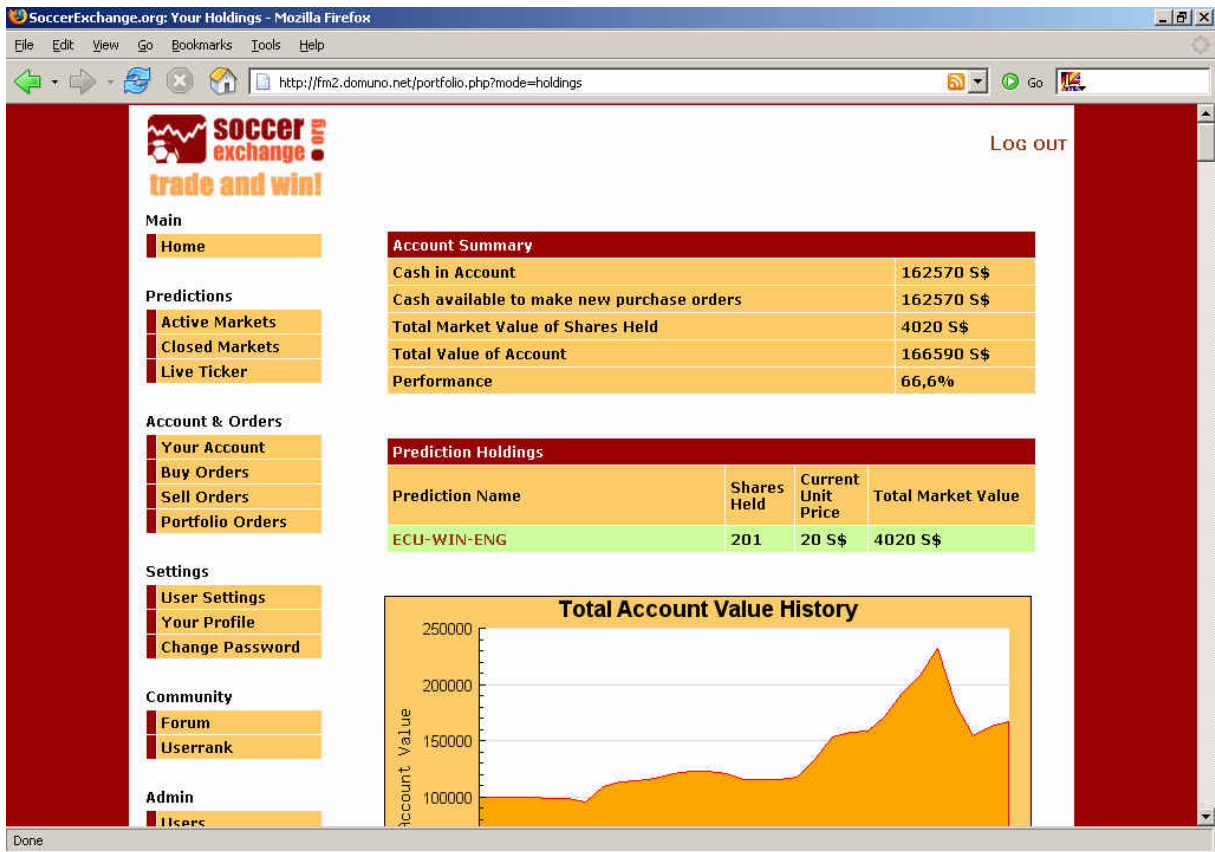 SoccerExchange.org: Your Holdings - Mozilla Firefox
File Edit View Go Bookmarks Tools Help
http://fm2.domuno.net/portfolio.php?mode=holdings
Go
soccer
exchange
.org
trade and win!
LOG OUT
Main
Home
Predictions
Active Markets
Closed Markets
Live Ticker
Account & Orders
Your Account
Buy Orders
Sell Orders
Portfolio Orders
Settings
User Settings
Your Profile
Change Password
Community
Forum
Userrank
Admin
Users
Account Summary
Cash in Account 162570 S$
Cash available to make new purchase orders 162570 S$
Total Market Value of Shares Held 4020 S$
Total Value of Account 166590 S$
Performance 66,6%
Prediction Holdings
Prediction Name Shares Held Current Unit Price Total Market Value
ECU-WIN-ENG 201 20 S$ 4020 S$
Total Account Value History
250000
200000
150000
100000
Account Value
Done